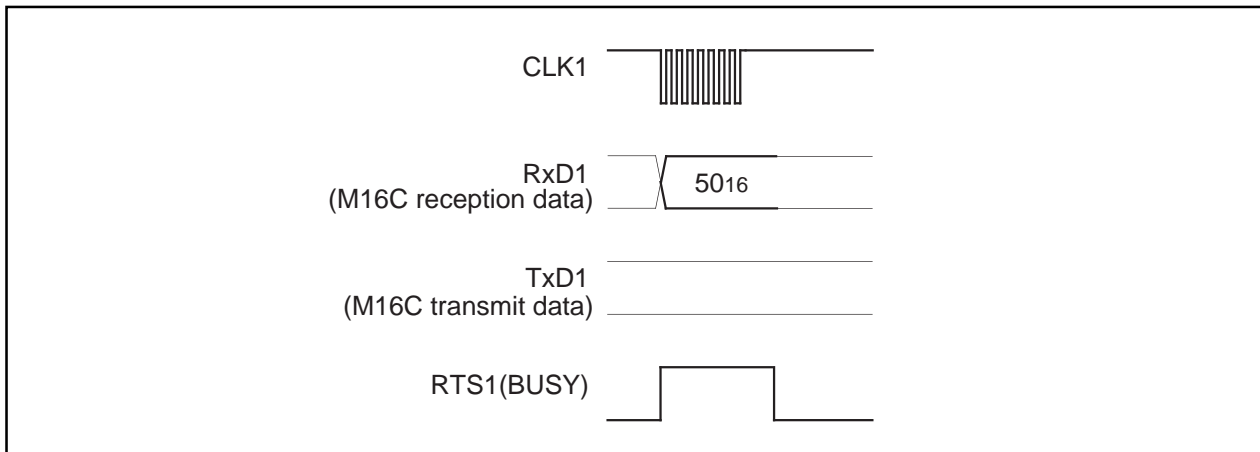 CLK1
RxD1
(M16C reception data)
5016
TxD1
(M16C transmit data)
RTS1(BUSY)